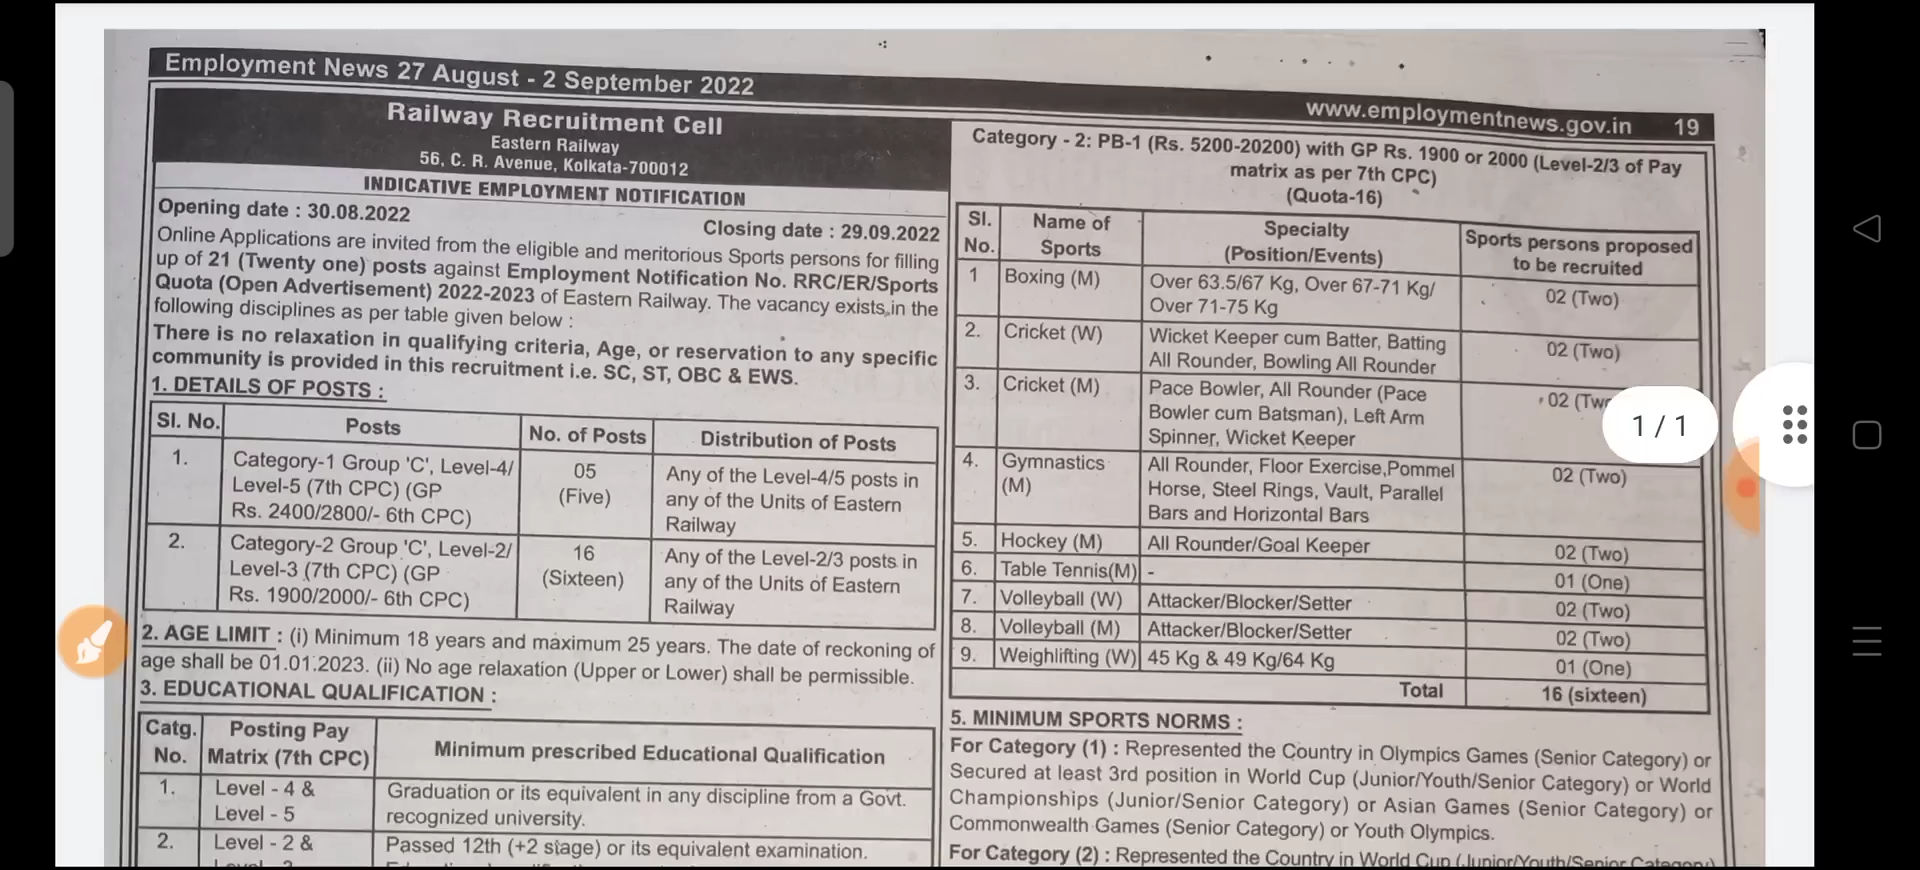 Employment News 27 August - 2 September 2022
www.employmentnews.gov.in 19
Railway Recruitment Cell
Eastern Railway
56, C. R. Avenue, Kolkata-700012
INDICATIVE EMPLOYMENT NOTIFICATION
Opening date : 30.08.2022
Closing date : 29.09.2022
Online Applications are invited from the eligible and meritorious Sports persons for filling
up of 21 (Twenty one) posts against Employment Notification No. RRC/ER/Sports
Quota (Open Advertisement) 2022-2023 of Eastern Railway. The vacancy exists in the
following disciplines as per table given below :
There is no relaxation in qualifying criteria, Age, or reservation to any specific
community is provided in this recruitment i.e. SC, ST, OBC & EWS.
1. DETAILS OF POSTS :
Sl. No. Posts No. of Posts Distribution of Posts
1. Category-1 Group 'C', Level-4/ 05 Any of the Level-4/5 posts in
Level-5 (7th CPC) (GP (Five) any of the Units of Eastern
Rs. 2400/2800/- 6th CPC) Railway
2. Category-2 Group 'C', Level-2/ 16 Any of the Level-2/3 posts in
Level-3 (7th CPC) (GP (Sixteen) any of the Units of Eastern
Rs. 1900/2000/- 6th CPC) Railway
2. AGE LIMIT : (i) Minimum 18 years and maximum 25 years. The date of reckoning of
age shall be 01.01.2023. (ii) No age relaxation (Upper or Lower) shall be permissible.
3. EDUCATIONAL QUALIFICATION :
Catg. Posting Pay Minimum prescribed Educational Qualification
No. Matrix (7th CPC)
1. Level - 4 & Graduation or its equivalent in any discipline from a Govt.
Level - 5 recognized university.
2. Level - 2 & Passed 12th (+2 stage) or its equivalent examination.
Category - 2: PB-1 (Rs. 5200-20200) with GP Rs. 1900 or 2000 (Level-2/3 of Pay
matrix as per 7th CPC)
(Quota-16)
Sl. Name of Specialty Sports persons proposed
No. Sports (Position/Events) to be recruited
1 Boxing (M) Over 63.5/67 Kg, Over 67-71 Kg/ 02 (Two)
Over 71-75 Kg
2. Cricket (W) Wicket Keeper cum Batter, Batting 02 (Two)
All Rounder, Bowling All Rounder
3. Cricket (M) Pace Bowler, All Rounder (Pace 02
Bowler cum Batsman), Left Arm
Spinner, Wicket Keeper
4. Gymnastics All Rounder, Floor Exercise,Pommel 02 (Two)
(M) Horse, Steel Rings, Vault, Parallel
Bars and Horizontal Bars
5. Hockey (M) All Rounder/Goal Keeper 02 (Two)
6. Table Tennis(M) - 01 (One)
7. Volleyball (W) Attacker/Blocker/Setter 02 (Two)
8. Volleyball (M) Attacker/Blocker/Setter 02 (Two)
9. Weighlifting (W) 45 Kg & 49 Kg/64 Kg 01 (One)
Total 16 (sixteen)
5. MINIMUM SPORTS NORMS :
For Category (1) : Represented the Country in Olympics Games (Senior Category) or
Secured at least 3rd position in World Cup (Junior/Youth/Senior Category) or World
Championships (Junior/Senior Category) or Asian Games (Senior Category) or
Commonwealth Games (Senior Category) or Youth Olympics.
For Category (2) : Represented the Country in World Cup (Junior/Youth/Senior Category)
1 / 1